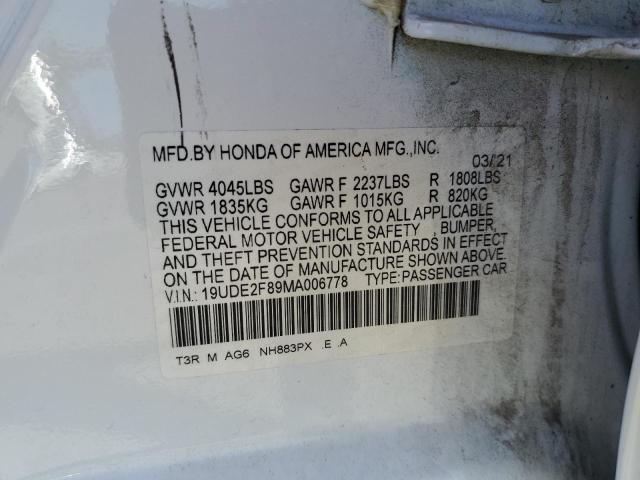 MFD.BY HONDA OF AMERICA MFG.,INC. 03/21
GVWR 4045LBS GAWR F 2237LBS R 1808LBS
GVWR 1835KG GAWR F 1015KG R 820KG
THIS VEHICLE CONFORMS TO ALL APPLICABLE
FEDERAL MOTOR VEHICLE SAFETY , BUMPER,
AND THEFT PREVENTION STANDARDS IN EFFECT
ON THE DATE OF MANUFACTURE SHOWN ABOVE.
V.I.N.: 19UDE2F89MA006778 TYPE:PASSENGER CAR
T3R M AG6 NH883PX .E .A